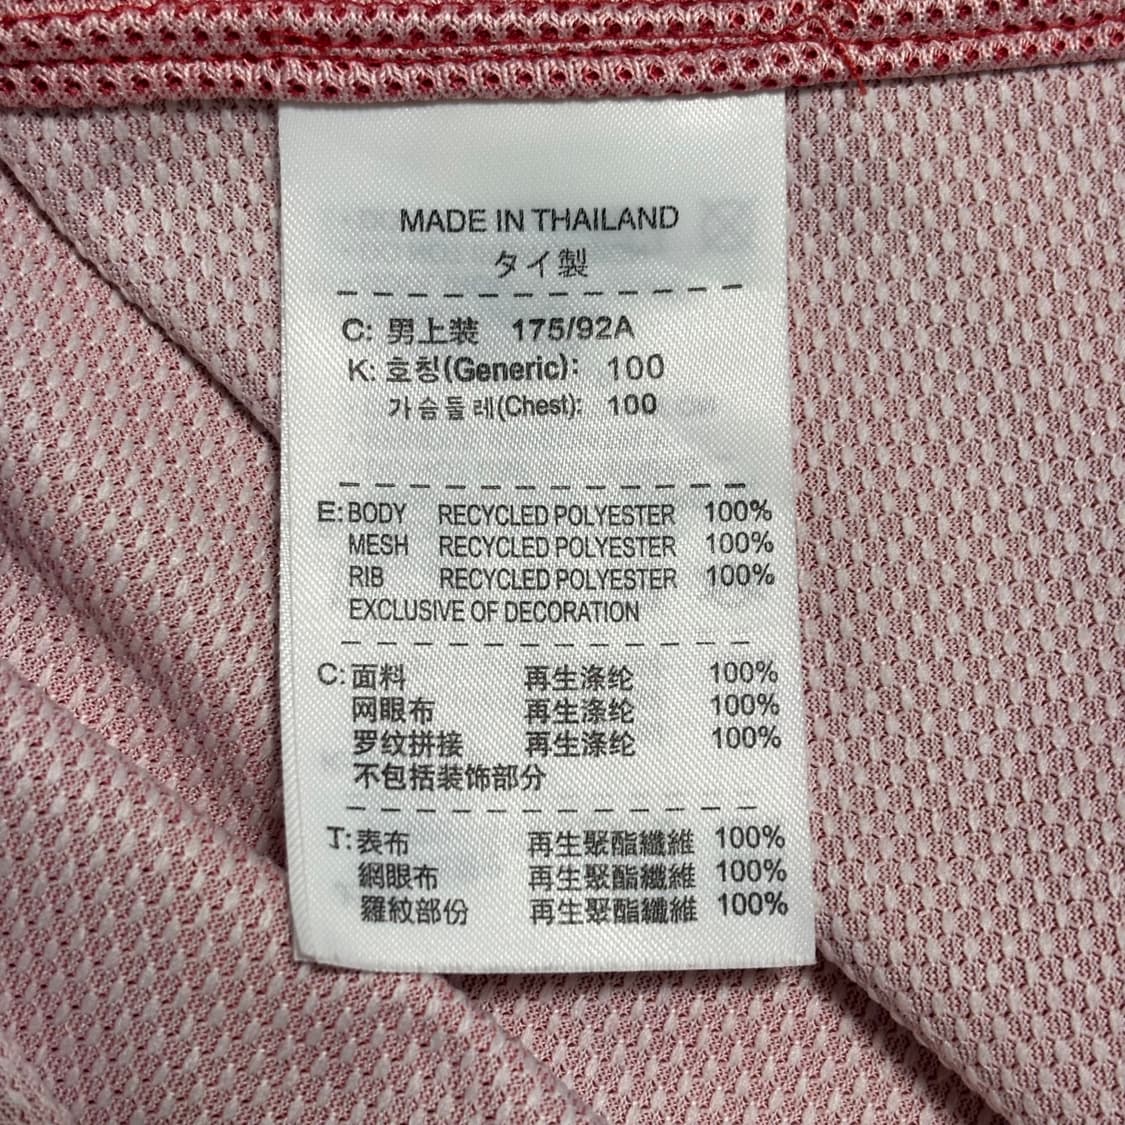 MADE IN THAILAND
タイ製
C: 男上装 175/92A
K: 호칭(Generic): 100
가슴둘레(Chest): 100
E: BODY RECYCLED POLYESTER 100%
MESH RECYCLED POLYESTER 100%
RIB RECYCLED POLYESTER 100%
EXCLUSIVE OF DECORATION
C: 面料 再生涤纶 100%
网眼布 再生涤纶 100%
罗纹拼接 再生涤纶 100%
不包括装饰部分
T: 表布 再生聚酯纖維 100%
網眼布 再生聚酯纖維 100%
羅紋部份 再生聚酯纖維 100%